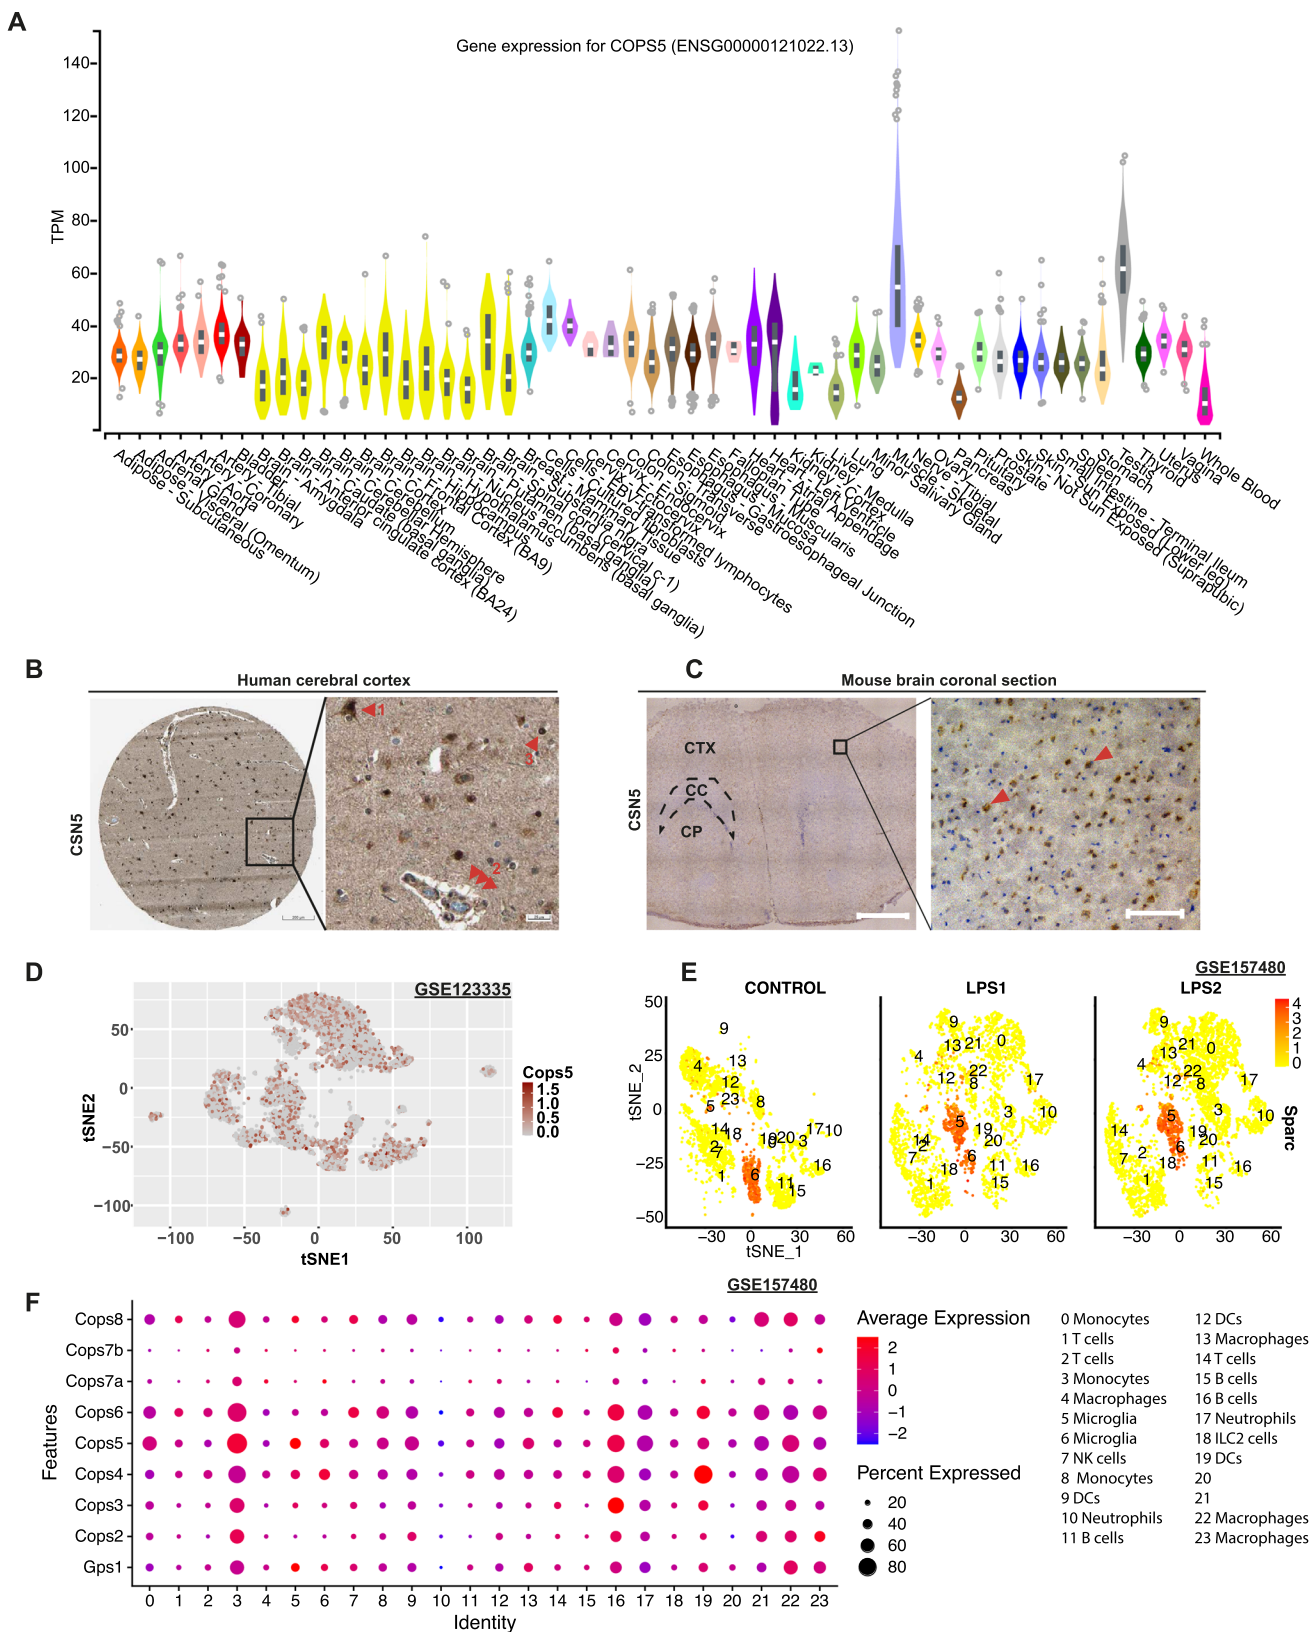 A
Gene expression for COPS5 (ENSG00000121022.13)
TPM
140
120
100
80
60
40
20
Adipose - Subcutaneous
Adipose - Visceral (Omentum)
Adrenal Gland
Artery - Aorta
Artery - Coronary
Artery - Tibial
Bladder
Brain - Amygdala
Brain - Anterior cingulate cortex (BA24)
Brain - Caudate (basal ganglia)
Brain - Cerebellar Hemisphere
Brain - Cerebellum
Brain - Cortex
Brain - Frontal Cortex (BA9)
Brain - Hippocampus
Brain - Hypothalamus
Brain - Nucleus accumbens (basal ganglia)
Brain - Putamen (basal ganglia)
Brain - Spinal cord (cervical c-1)
Brain - Substantia nigra
Breast - Mammary Tissue
Cells - Cultured fibroblasts
Cells - EBV-transformed lymphocytes
Cervix - Ectocervix
Cervix - Endocervix
Colon - Sigmoid
Colon - Transverse
Esophagus - Gastroesophageal Junction
Esophagus - Mucosa
Esophagus - Muscularis
Fallopian Tube
Heart - Atrial Appendage
Heart - Left Ventricle
Kidney - Cortex
Kidney - Medulla
Liver
Lung
Minor Salivary Gland
Muscle - Skeletal
Nerve - Tibial
Ovary
Pancreas
Pituitary
Prostate
Skin - Not Sun Exposed (Suprapubic)
Skin - Sun Exposed (Lower leg)
Small Intestine - Terminal Ileum
Spleen
Stomach
Testis
Thyroid
Uterus
Vagina
Whole Blood
B
Human cerebral cortex
CSN5
1
3
2
C
Mouse brain coronal section
CSN5
CTX
CC
CP
D
GSE123335
tSNE2
50
0
−50
−100
−100 −50 0 50 100
tSNE1
Cops5
1.5
1.0
0.5
0.0
E
GSE157480
CONTROL LPS1 LPS2
tSNE_2
50
25
0
−25
−50
−30 0 30 60
−30 0 30 60
−30 0 30 60
tSNE_1
4
3
2
1
0
Sparc
F
GSE157480
Features
Cops8
Cops7b
Cops7a
Cops6
Cops5
Cops4
Cops3
Cops2
Gps1
0 1 2 3 4 5 6 7 8 9 10 11 12 13 14 15 16 17 18 19 20 21 22 23
Identity
Average Expression
2
1
0
−1
−2
Percent Expressed
20
40
60
80
0 Monocytes
1 T cells
2 T cells
3 Monocytes
4 Macrophages
5 Microglia
6 Microglia
7 NK cells
8 Monocytes
9 DCs
10 Neutrophils
11 B cells
12 DCs
13 Macrophages
14 T cells
15 B cells
16 B cells
17 Neutrophils
18 ILC2 cells
19 DCs
20
21
22 Macrophages
23 Macrophages